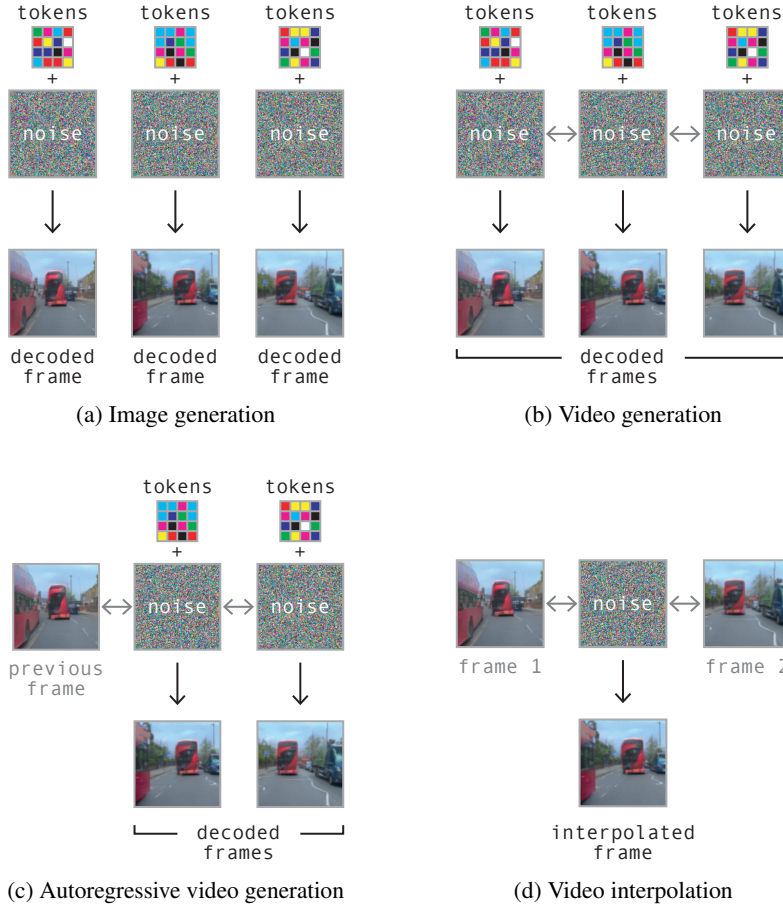 tokens tokens tokens
+ + +
noise noise noise
decoded decoded decoded
frame frame frame
(a) Image generation
tokens tokens tokens
+ + +
noise noise noise
decoded
frames
(b) Video generation
tokens tokens
+ +
noise noise
previous
frame
decoded
frames
(c) Autoregressive video generation
noise
frame 1 frame 2
interpolated
frame
(d) Video interpolation